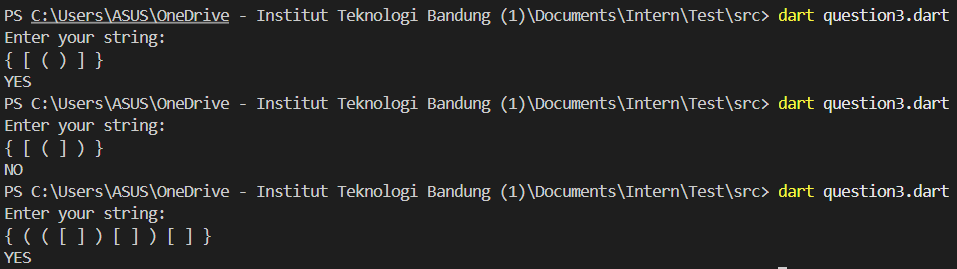 PS C:\Users\ASUS\OneDrive - Institut Teknologi Bandung (1)\Documents\Intern\Test\src> dart question3.dart
Enter your string:
{ [ ( ) ] }
YES
PS C:\Users\ASUS\OneDrive - Institut Teknologi Bandung (1)\Documents\Intern\Test\src> dart question3.dart
Enter your string:
{ [ ( ] ) }
NO
PS C:\Users\ASUS\OneDrive - Institut Teknologi Bandung (1)\Documents\Intern\Test\src> dart question3.dart
Enter your string:
{ ( ( [ ] ) [ ] ) [ ] }
YES